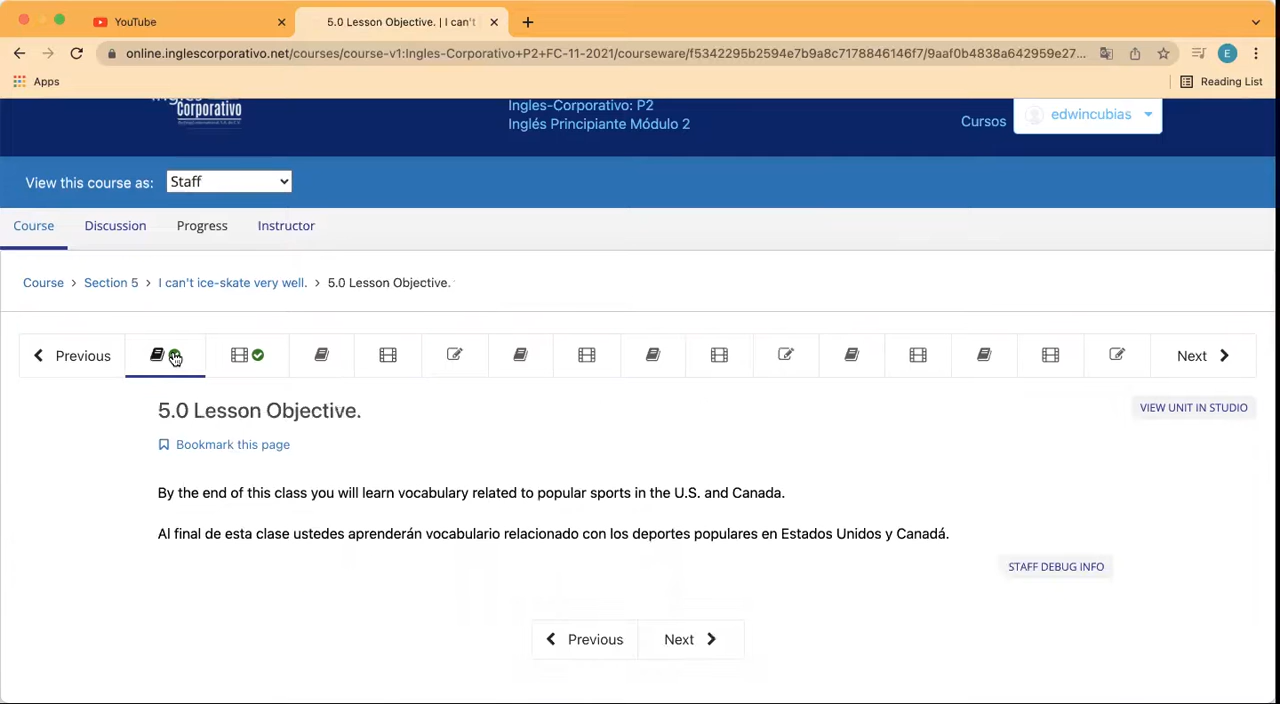 YouTube
5.0 Lesson Objective. | I can't
online.inglescorporativo.net/courses/course-v1:Ingles-Corporativo+P2+FC-11-2021/courseware/f5342295b2594e7b9a8c7178846146f7/9aaf0b4838a642959e27...
E
Apps
Reading List
Corporativo
Ingles-Corporativo: P2
Inglés Principiante Módulo 2
Cursos
edwincubias
View this course as:
Staff
Course
Discussion
Progress
Instructor
Course > Section 5 > I can't ice-skate very well. > 5.0 Lesson Objective.
Previous
Next
5.0 Lesson Objective.
VIEW UNIT IN STUDIO
Bookmark this page
By the end of this class you will learn vocabulary related to popular sports in the U.S. and Canada.
Al final de esta clase ustedes aprenderán vocabulario relacionado con los deportes populares en Estados Unidos y Canadá.
STAFF DEBUG INFO
Previous
Next